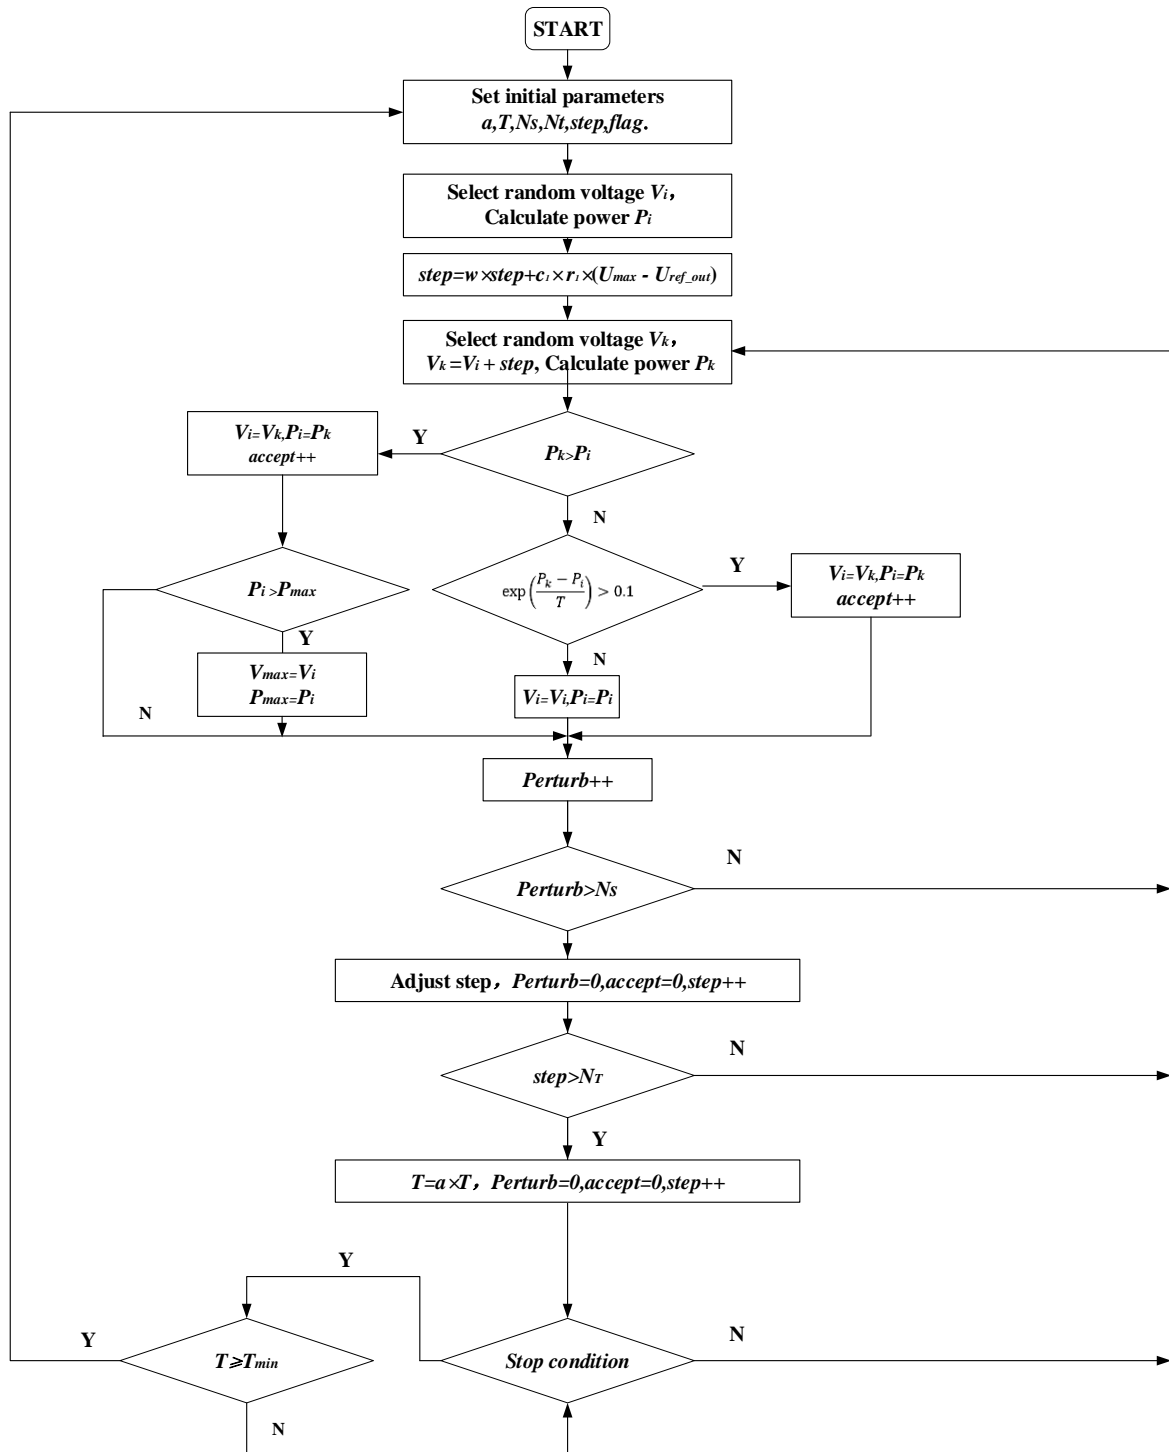 START
Set initial parameters
a,T,Ns,Nt,step,flag.
Select random voltage Vi，
Calculate power Pi
step=w×step+c1×r1×(Umax - Uref_out)
Select random voltage Vk，
Vk=Vi + step, Calculate power Pk
Vi=Vk,Pi=Pk
accept++
Y
Pk>Pi
N
Pi >Pmax
exp((Pk − Pi)/T) > 0.1
Y
Vi=Vk,Pi=Pk
accept++
Y
N
Vmax=Vi
Pmax=Pi
Vi=Vi,Pi=Pi
N
Perturb++
N
Perturb>Ns
Adjust step，Perturb=0,accept=0,step++
N
step>NT
Y
T=a×T，Perturb=0,accept=0,step++
Y
Y
T⩾Tmin
Stop condition
N
N